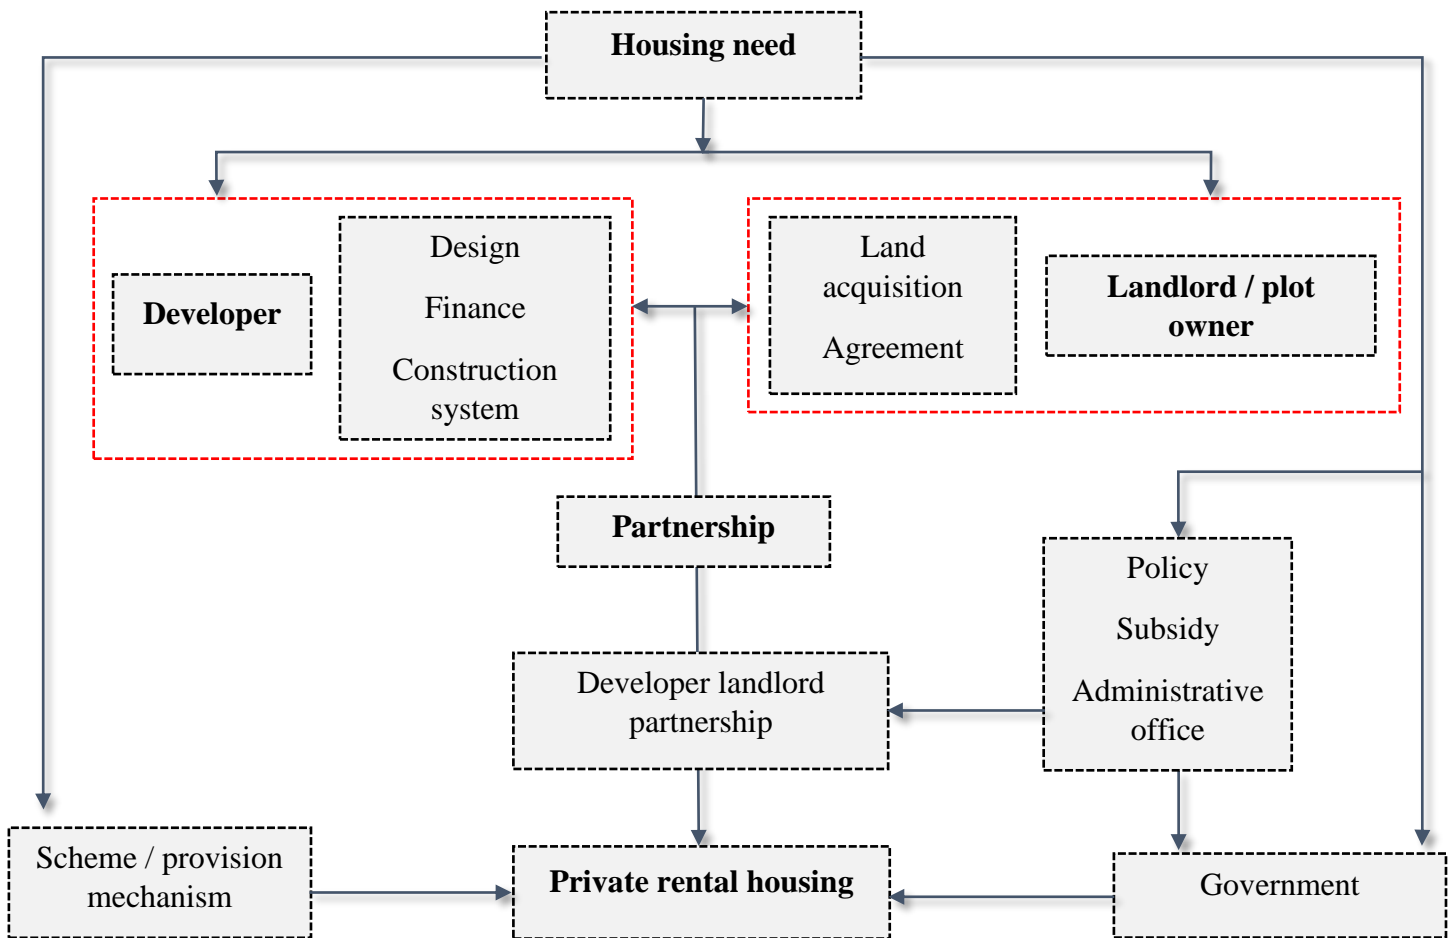 Housing need
Developer
Design
Finance
Construction
system
Land
acquisition
Agreement
Landlord / plot
owner
Partnership
Policy
Subsidy
Administrative
office
Developer landlord
partnership
Scheme / provision
mechanism
Private rental housing
Government